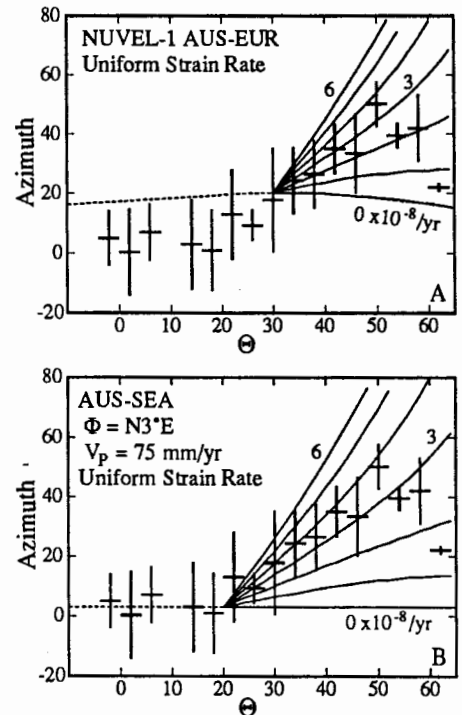 NUVEL-1 AUS-EUR
Uniform Strain Rate
80
60
40
20
0
-20
Azimuth
6
3
0 x10⁻⁸/yr
A
0 10 20 30 40 50 60
Θ
AUS-SEA
Φ = N3°E
V_P = 75 mm/yr
Uniform Strain Rate
80
60
40
20
0
-20
Azimuth
6
3
0 x10⁻⁸/yr
B
0 10 20 30 40 50 60
Θ